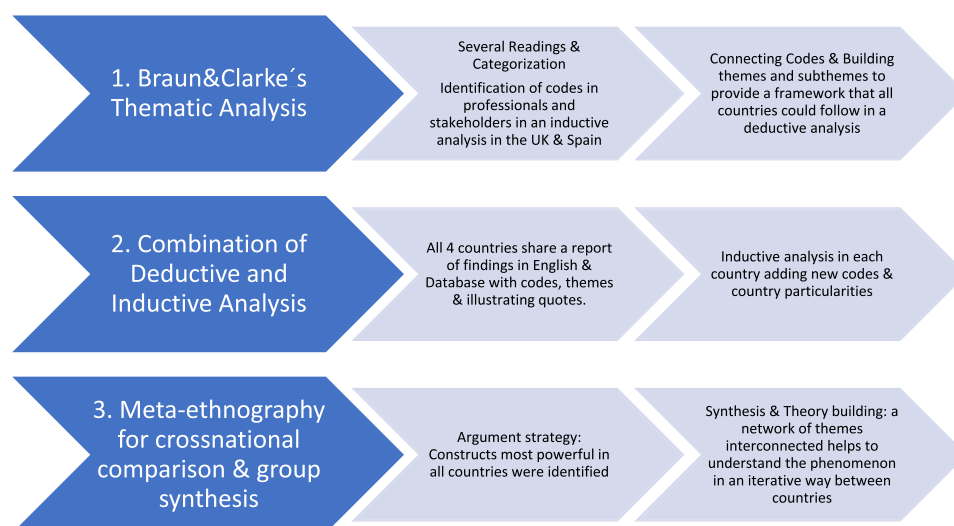 1. Braun&Clarke´s
Thematic Analysis
Several Readings &
Categorization
Identification of codes in
professionals and
stakeholders in an inductive
analysis in the UK & Spain
Connecting Codes & Building
themes and subthemes to
provide a framework that all
countries could follow in a
deductive analysis
2. Combination of
Deductive and
Inductive Analysis
All 4 countries share a report
of findings in English &
Database with codes, themes
& illustrating quotes.
Inductive analysis in each
country adding new codes &
country particularities
3. Meta-ethnography
for crossnational
comparison & group
synthesis
Argument strategy:
Constructs most powerful in
all countries were identified
Synthesis & Theory building: a
network of themes
interconnected helps to
understand the phenomenon
in an iterative way between
countries